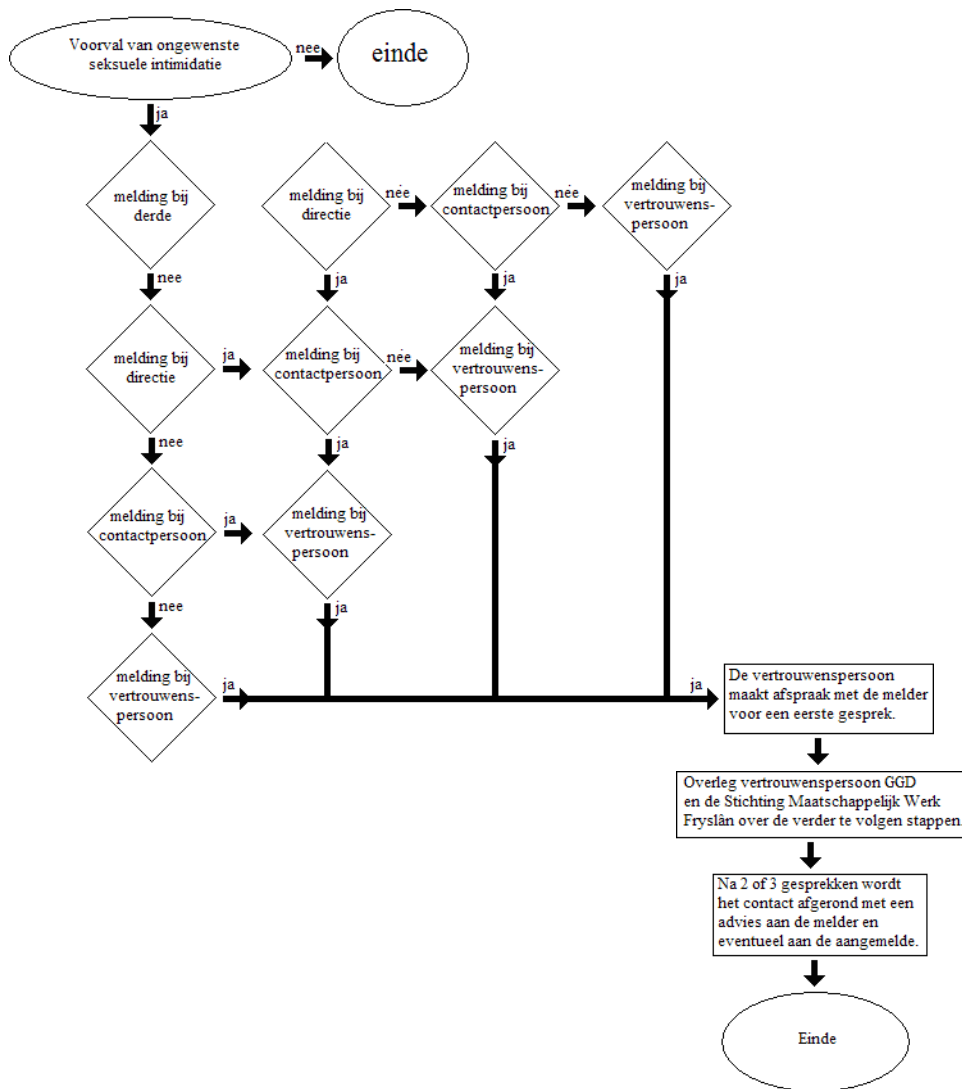 Voorval van ongewenste
seksuele intimidatie
nee
einde
ja
melding bij
derde
melding bij
directie
nee
melding bij
contactpersoon
nee
melding bij
vertrouwens-
persoon
nee
ja
ja
ja
melding bij
directie
ja
melding bij
contactpersoon
nee
melding bij
vertrouwens-
persoon
nee
ja
ja
melding bij
contactpersoon
ja
melding bij
vertrouwens-
persoon
nee
ja
melding bij
vertrouwens-
persoon
ja
ja
De vertrouwenspersoon
maakt afspraak met de melder
voor een eerste gesprek.
Overleg vertrouwenspersoon GGD
en de Stichting Maatschappelijk Werk
Fryslân over de verder te volgen stappen.
Na 2 of 3 gesprekken wordt
het contact afgerond met een
advies aan de melder en
eventueel aan de aangemelde.
Einde